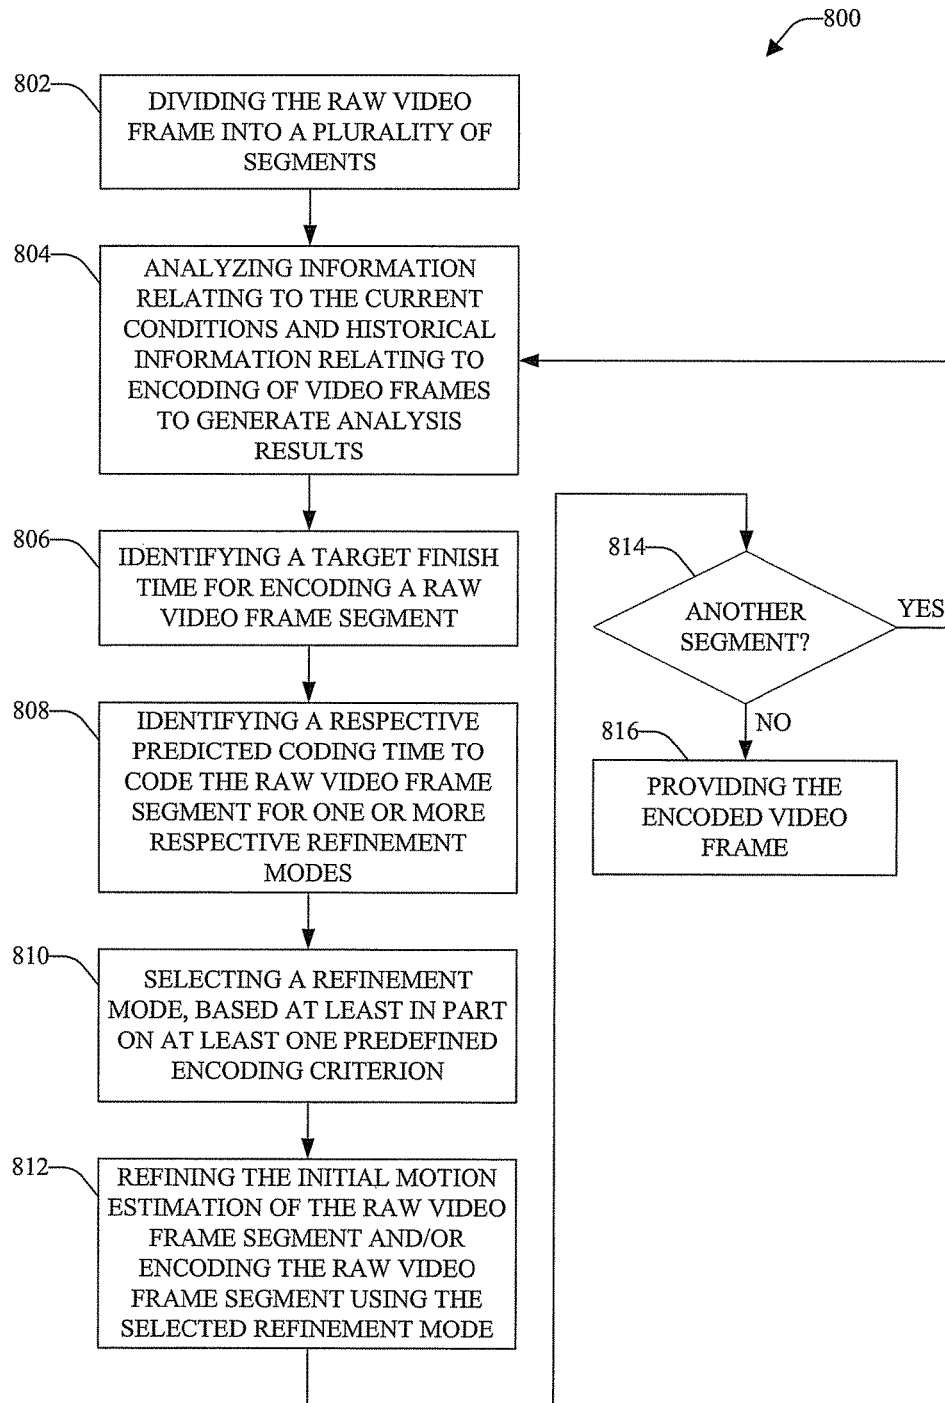 800
802
DIVIDING THE RAW VIDEO
FRAME INTO A PLURALITY OF
SEGMENTS
804
ANALYZING INFORMATION
RELATING TO THE CURRENT
CONDITIONS AND HISTORICAL
INFORMATION RELATING TO
ENCODING OF VIDEO FRAMES
TO GENERATE ANALYSIS
RESULTS
806
IDENTIFYING A TARGET FINISH
TIME FOR ENCODING A RAW
VIDEO FRAME SEGMENT
808
IDENTIFYING A RESPECTIVE
PREDICTED CODING TIME TO
CODE THE RAW VIDEO FRAME
SEGMENT FOR ONE OR MORE
RESPECTIVE REFINEMENT
MODES
810
SELECTING A REFINEMENT
MODE, BASED AT LEAST IN PART
ON AT LEAST ONE PREDEFINED
ENCODING CRITERION
812
REFINING THE INITIAL MOTION
ESTIMATION OF THE RAW VIDEO
FRAME SEGMENT AND/OR
ENCODING THE RAW VIDEO
FRAME SEGMENT USING THE
SELECTED REFINEMENT MODE
814
ANOTHER
SEGMENT?
YES
NO
816
PROVIDING THE
ENCODED VIDEO
FRAME